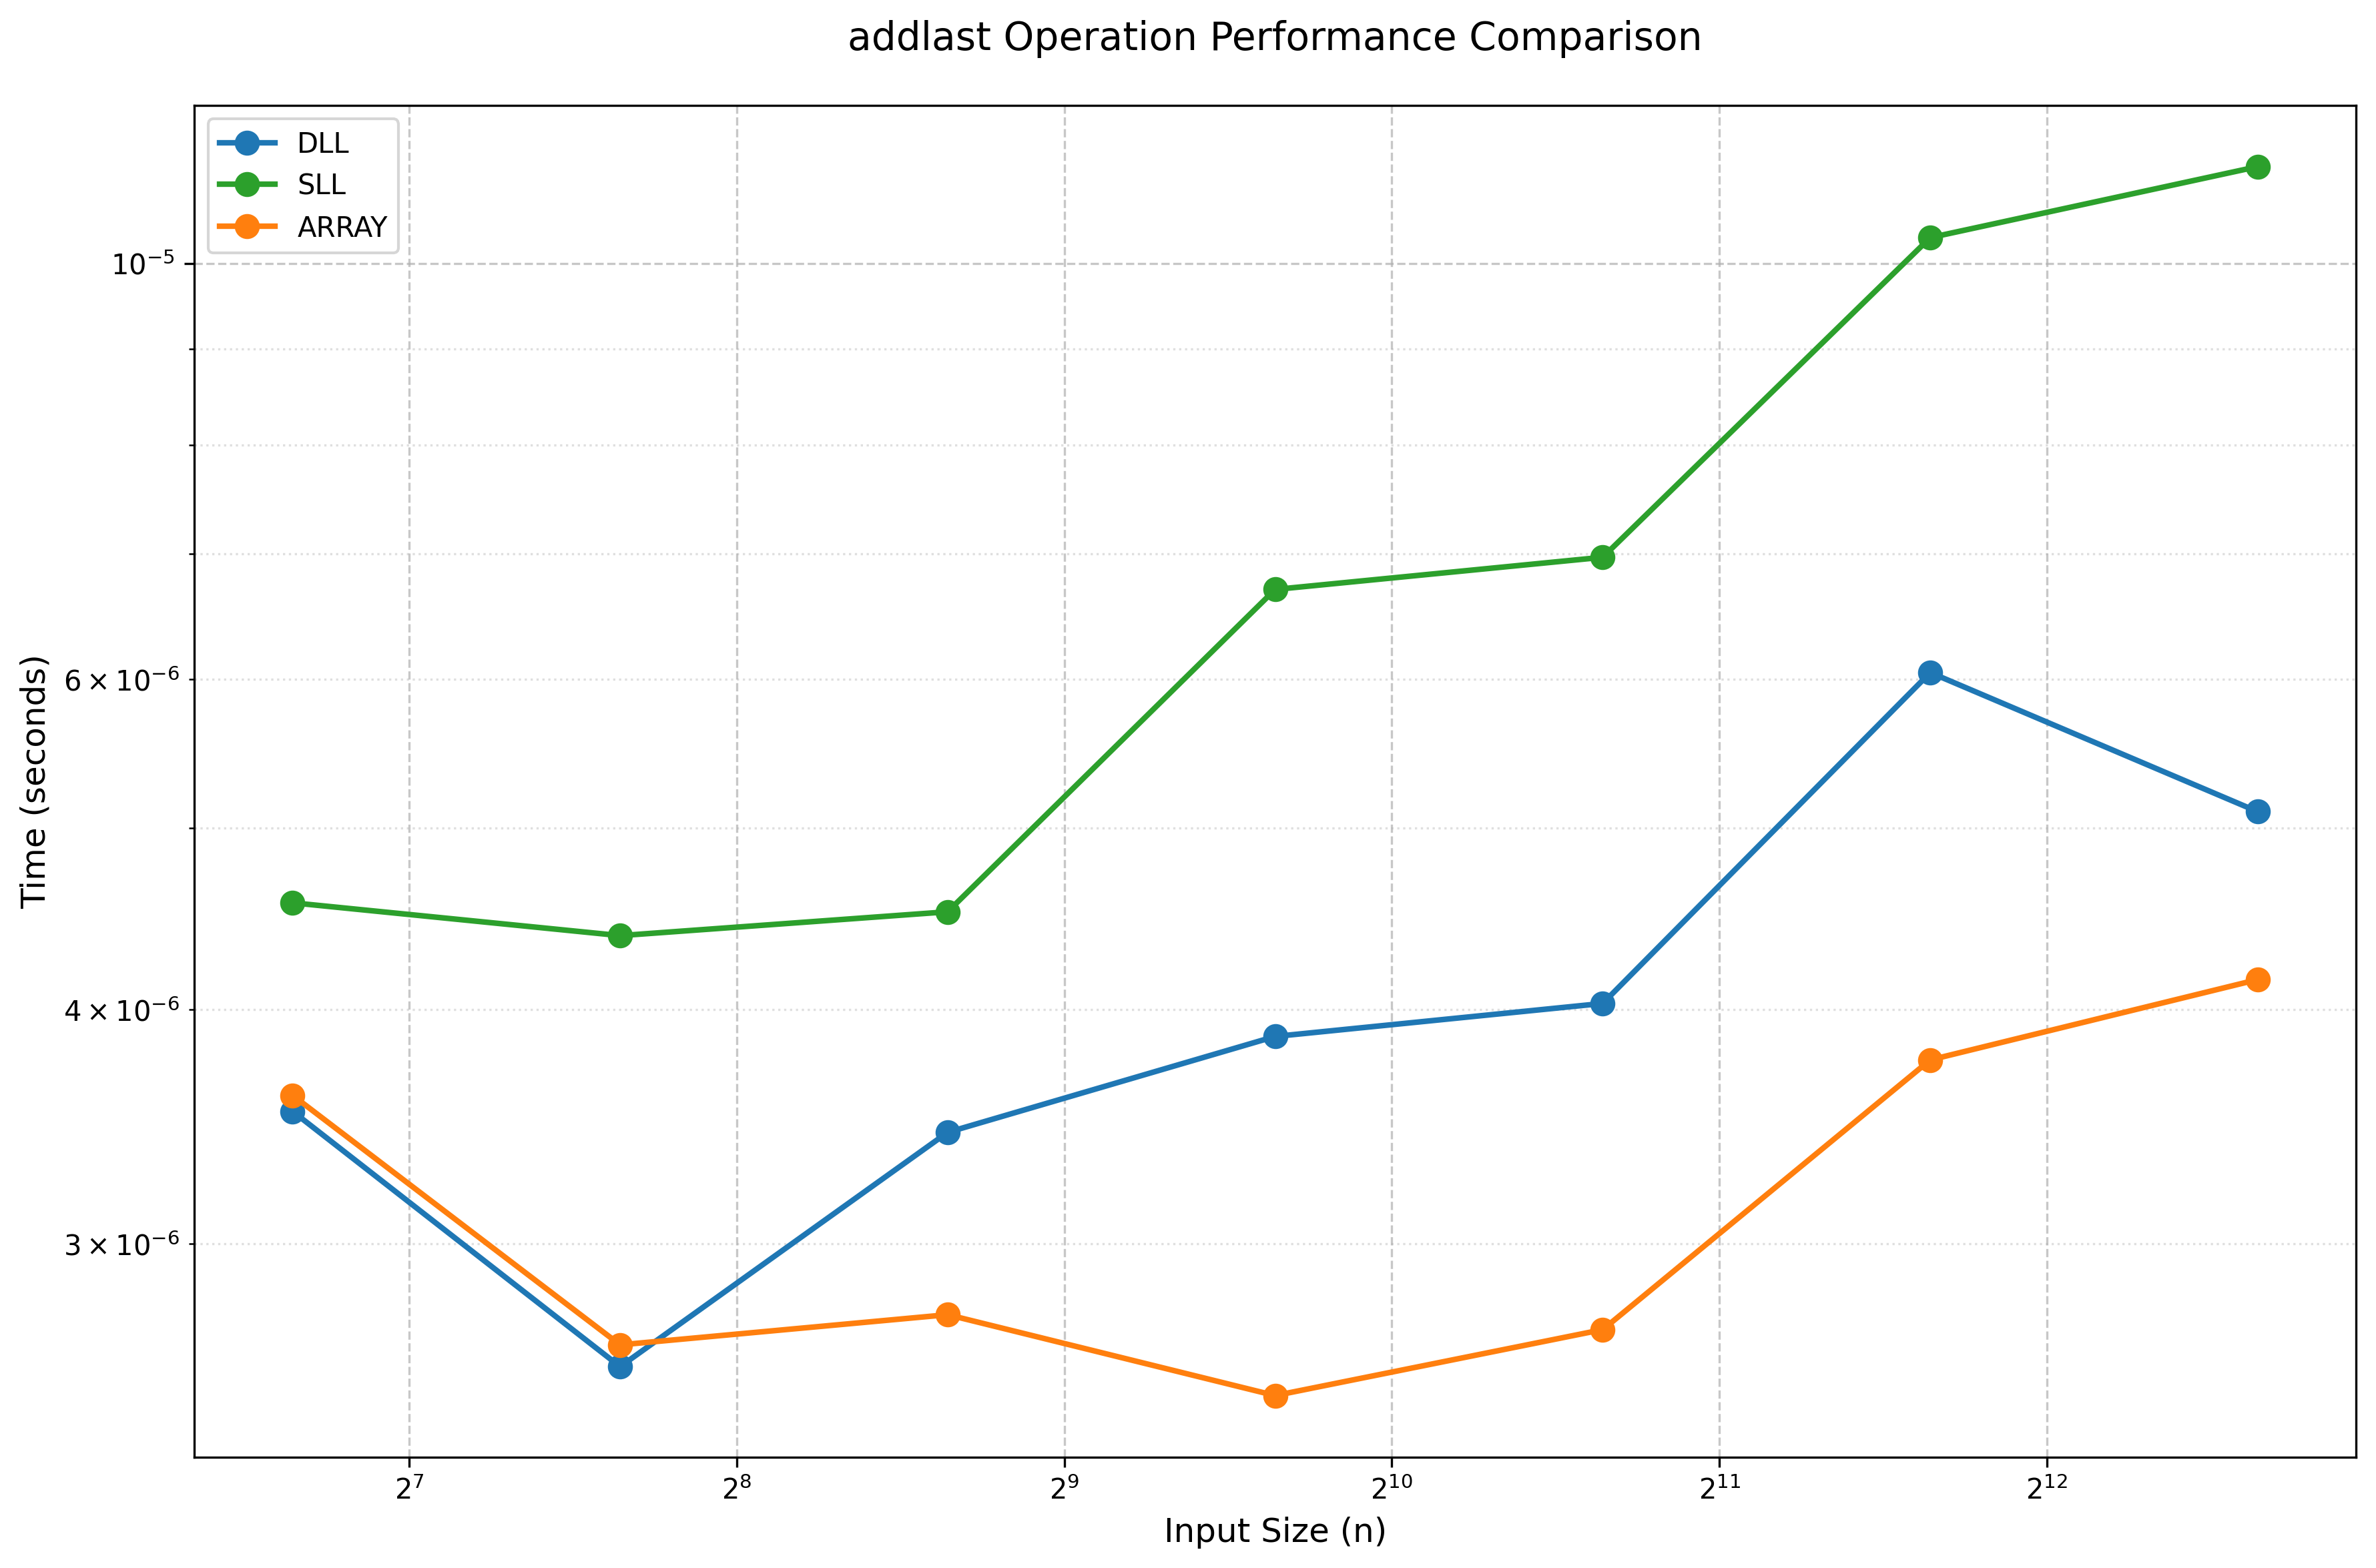 addlast Operation Performance Comparison
DLL
SLL
ARRAY
10⁻⁵
6 × 10⁻⁶
4 × 10⁻⁶
3 × 10⁻⁶
Time (seconds)
2⁷ 2⁸ 2⁹ 2¹⁰ 2¹¹ 2¹²
Input Size (n)